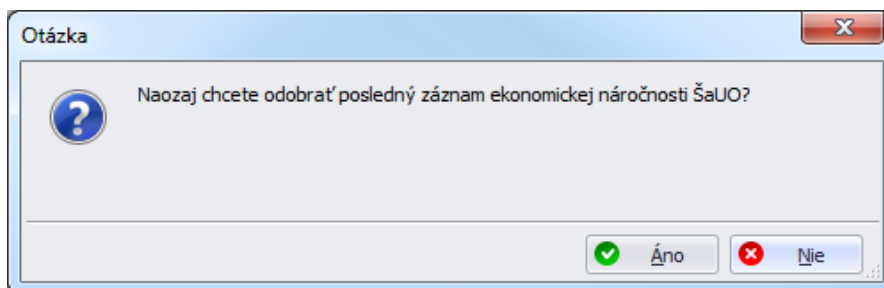 Otázka
Naozaj chcete odobrať posledný záznam ekonomickej náročnosti ŠaUO?
Áno
Nie